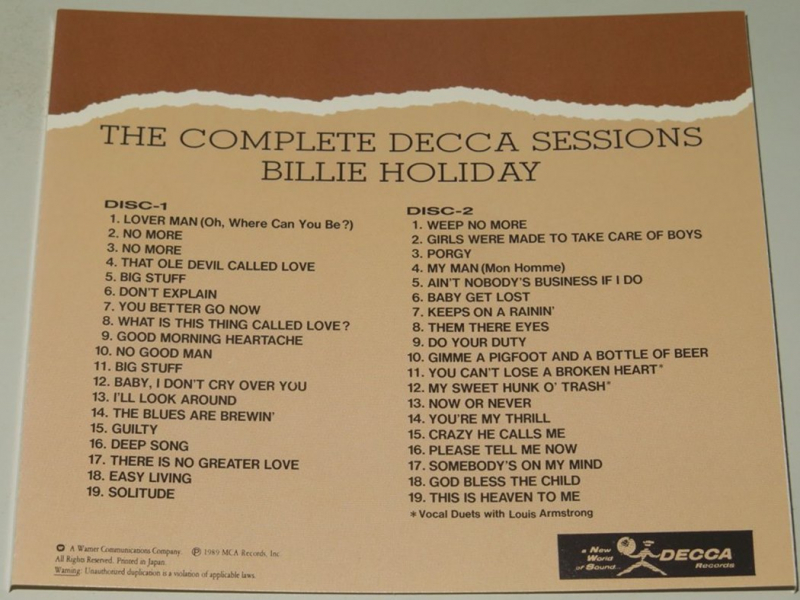 THE COMPLETE DECCA SESSIONS
BILLIE HOLIDAY
DISC-1
1. LOVER MAN (Oh, Where Can You Be?)
2. NO MORE
3. NO MORE
4. THAT OLE DEVIL CALLED LOVE
5. BIG STUFF
6. DON'T EXPLAIN
7. YOU BETTER GO NOW
8. WHAT IS THIS THING CALLED LOVE?
9. GOOD MORNING HEARTACHE
10. NO GOOD MAN
11. BIG STUFF
12. BABY, I DON'T CRY OVER YOU
13. I'LL LOOK AROUND
14. THE BLUES ARE BREWIN'
15. GUILTY
16. DEEP SONG
17. THERE IS NO GREATER LOVE
18. EASY LIVING
19. SOLITUDE
DISC-2
1. WEEP NO MORE
2. GIRLS WERE MADE TO TAKE CARE OF BOYS
3. PORGY
4. MY MAN (Mon Homme)
5. AIN'T NOBODY'S BUSINESS IF I DO
6. BABY GET LOST
7. KEEPS ON A RAININ'
8. THEM THERE EYES
9. DO YOUR DUTY
10. GIMME A PIGFOOT AND A BOTTLE OF BEER
11. YOU CAN'T LOSE A BROKEN HEART*
12. MY SWEET HUNK O' TRASH*
13. NOW OR NEVER
14. YOU'RE MY THRILL
15. CRAZY HE CALLS ME
16. PLEASE TELL ME NOW
17. SOMEBODY'S ON MY MIND
18. GOD BLESS THE CHILD
19. THIS IS HEAVEN TO ME
* Vocal Duets with Louis Armstrong
A Warner Communications Company. ℗ 1989 MCA Records, Inc.
All Rights Reserved. Printed in Japan.
Warning: Unauthorized duplication is a violation of applicable laws.
a New
World
of Sound...
DECCA
Records